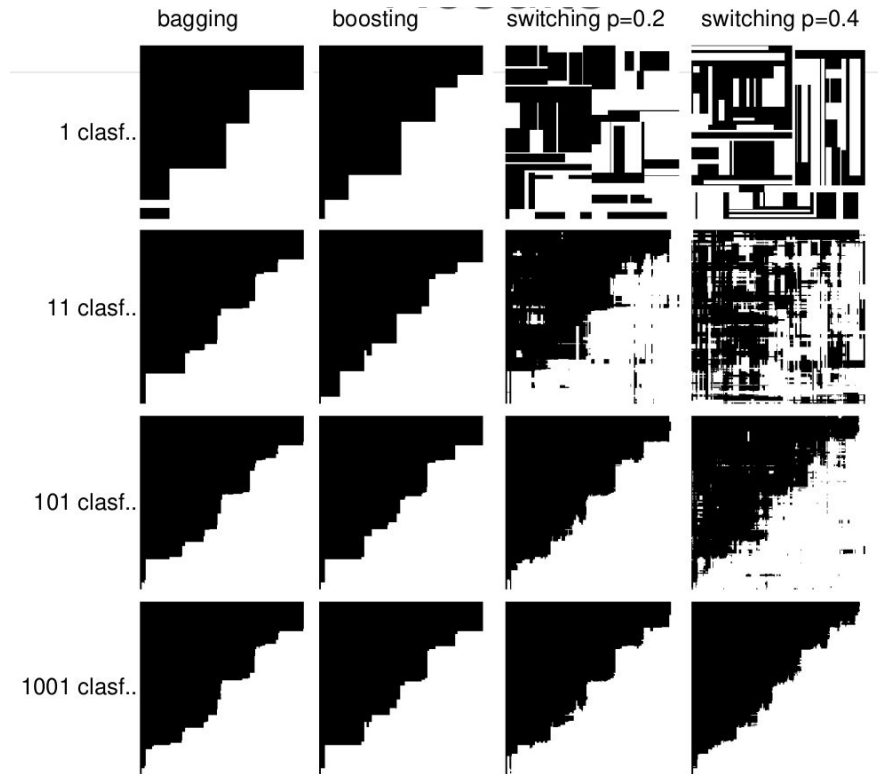 bagging boosting switching p=0.2 switching p=0.4
1 clasf..
11 clasf..
101 clasf..
1001 clasf..